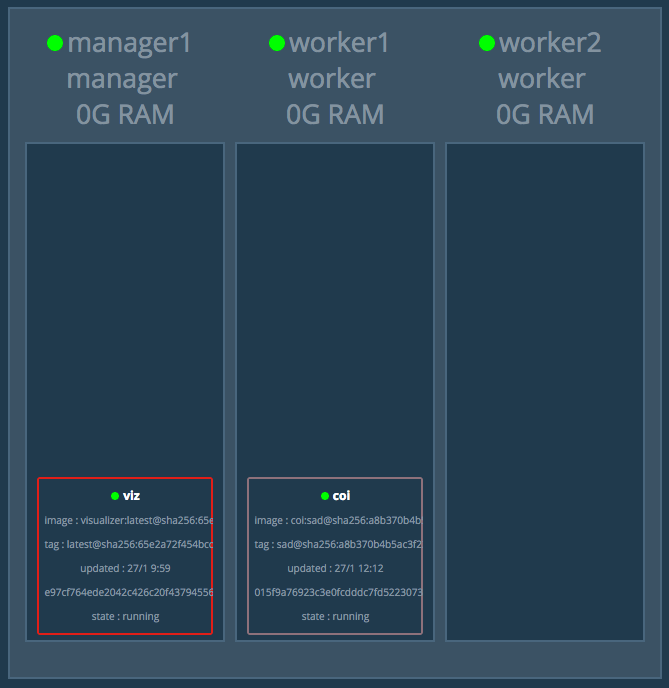 manager1
manager
0G RAM
worker1
worker
0G RAM
worker2
worker
0G RAM
viz
image : visualizer:latest@sha256:65e
tag : latest@sha256:65e2a72f454bcc
updated : 27/1 9:59
e97cf764ede2042c426c20f43794556
state : running
coi
image : coi:sad@sha256:a8b370b4b
tag : sad@sha256:a8b370b4b5ac3f2
updated : 27/1 12:12
015f9a76923c3e0fcdddc7fd5223073
state : running